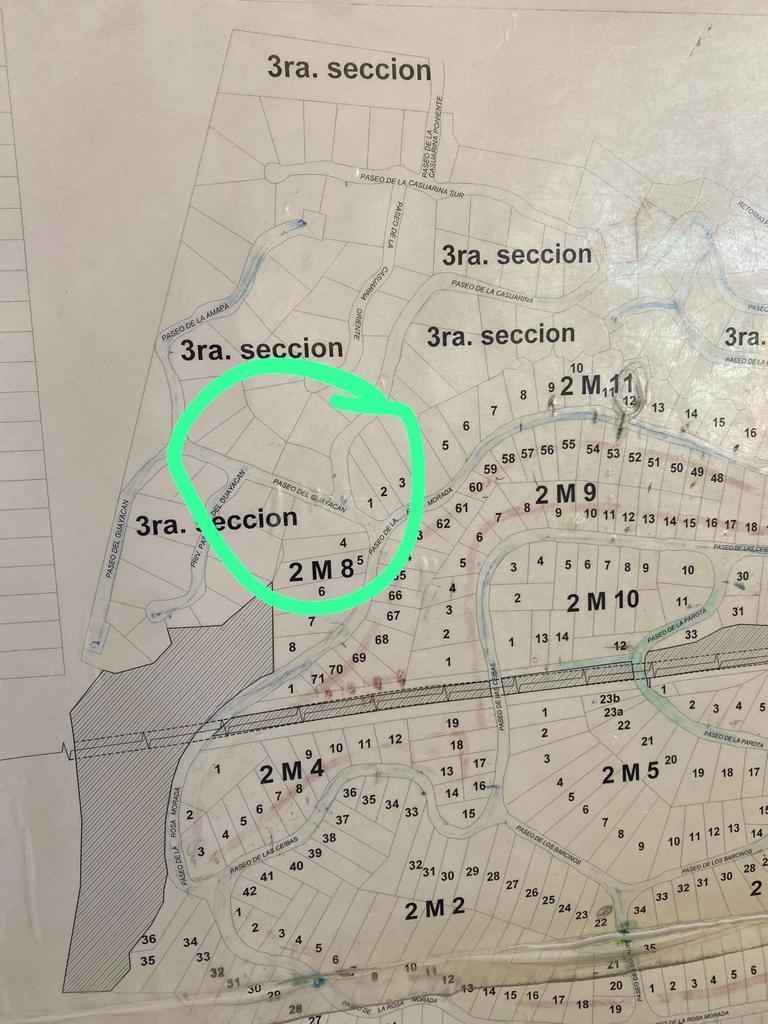 3ra. seccion
PASEO DE LA
CASUARINA PONIENTE
PASEO DE LA CASUARINA SUR
PASEO DE LA
CASUARINA
ORIENTE
3ra. seccion
PASEO DE LA CASUARINA
PASEO DE LA AMAPA
3ra. seccion
3ra. seccion
3ra.
2 M 11
5 6 7 8 9 10 11 12 13 14 15 16
PASEO DEL GUAYACAN
PASEO DEL GUAYACAN
3ra. seccion
1 2 3
4
2 M 8
5
6
7
8
1
PASEO DE LA
MORADA
2 M 9
60 59 58 57 56 55 54 53 52 51 50 49 48
61
62
5 6 7 8 9 10 11 12 13 14 15 16 17 18
4
3
2
1
66
67
68
69
70
71
2 M 10
3 4 5 6 7 8 9 10
2
11
1 13 14
12
30
31
33
PASEO DE LA PAROTA
PASEO DE LAS CEIBAS
2 M 4
1
2
3
4 5 6 7 8 9 10 11 12
19
18
17
13
16
14
15
36 35 34 33
37
38
39
40
41
42
PASEO DE LA ROSA MORADA
PASEO DE LAS CEIBAS
1
2
3
4
5
6
7
8
9
10 11 12 13 14
23b
23a
22
21
20
19 18 17
2 M 5
1
2 3 4 5
PASEO DE LA PAROTA
PASEO DE LOS BARCINOS
PASEO DE LOS BARCINOS
32 31 30 29 28 27 26 25 24 23 22
2 M 2
1
2
3
4
5
6
8
10 11 12 13 14 15 16 17 18
34 33 32 31 30 28
2
35
36
35
34
33
32
31
30
29
28
27
21
20
19
1 2 3 4 5 6
PASEO DE LA ROSA MORADA
DE LA ROSA MORADA